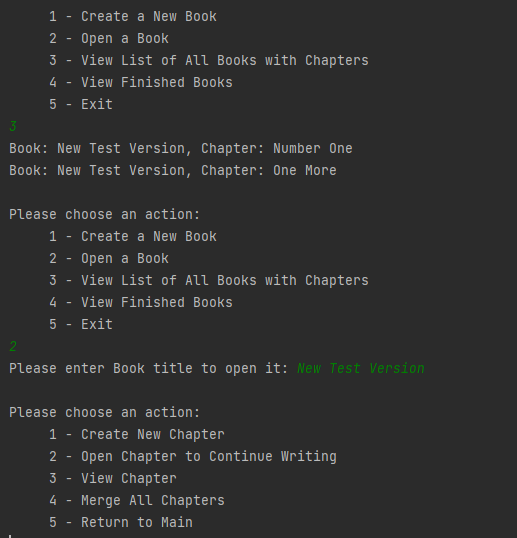 1 - Create a New Book
2 - Open a Book
3 - View List of All Books with Chapters
4 - View Finished Books
5 - Exit
3
Book: New Test Version, Chapter: Number One
Book: New Test Version, Chapter: One More
Please choose an action:
1 - Create a New Book
2 - Open a Book
3 - View List of All Books with Chapters
4 - View Finished Books
5 - Exit
2
Please enter Book title to open it: New Test Version
Please choose an action:
1 - Create New Chapter
2 - Open Chapter to Continue Writing
3 - View Chapter
4 - Merge All Chapters
5 - Return to Main